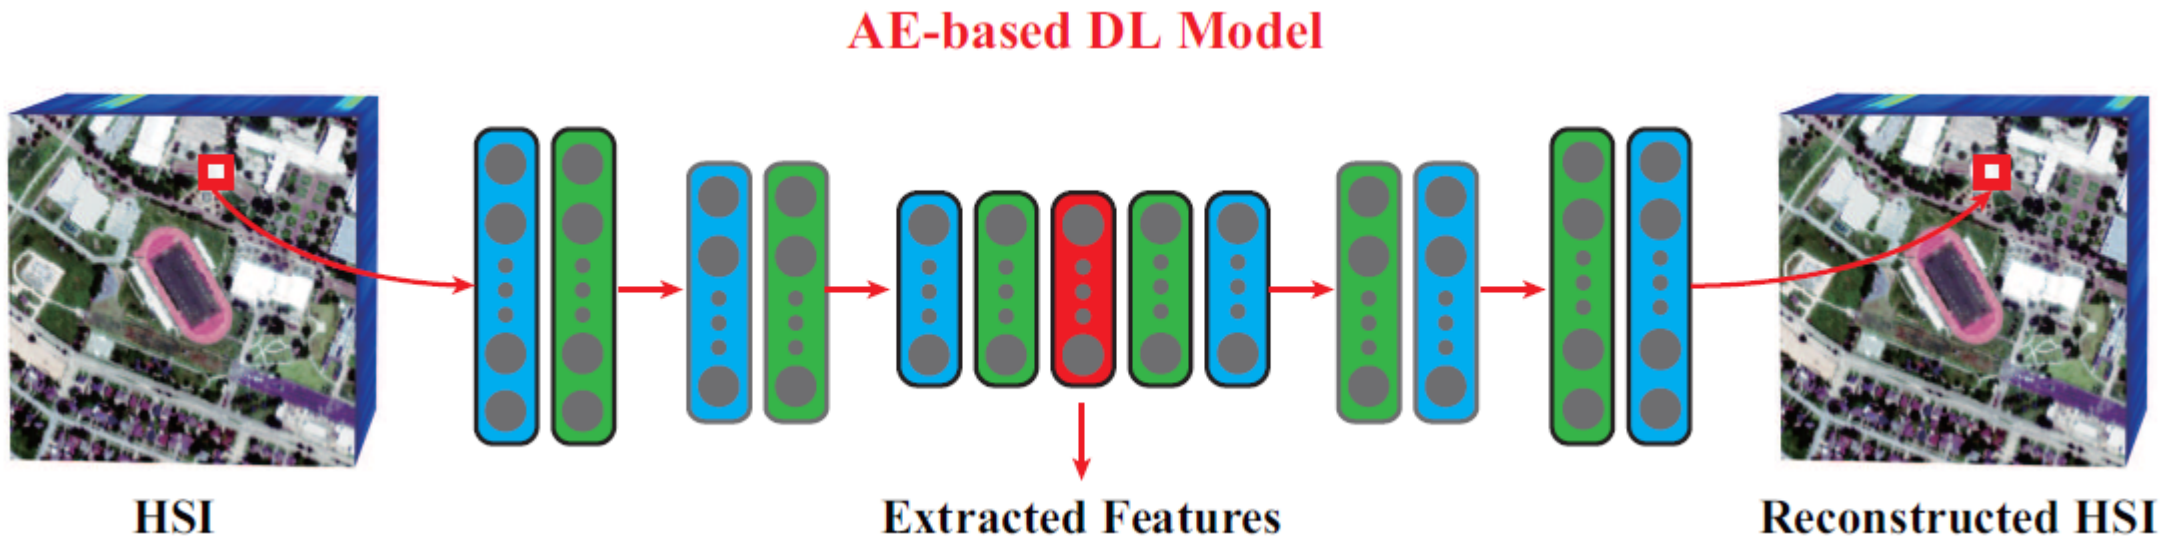 AE-based DL Model
HSI
Extracted Features
Reconstructed HSI